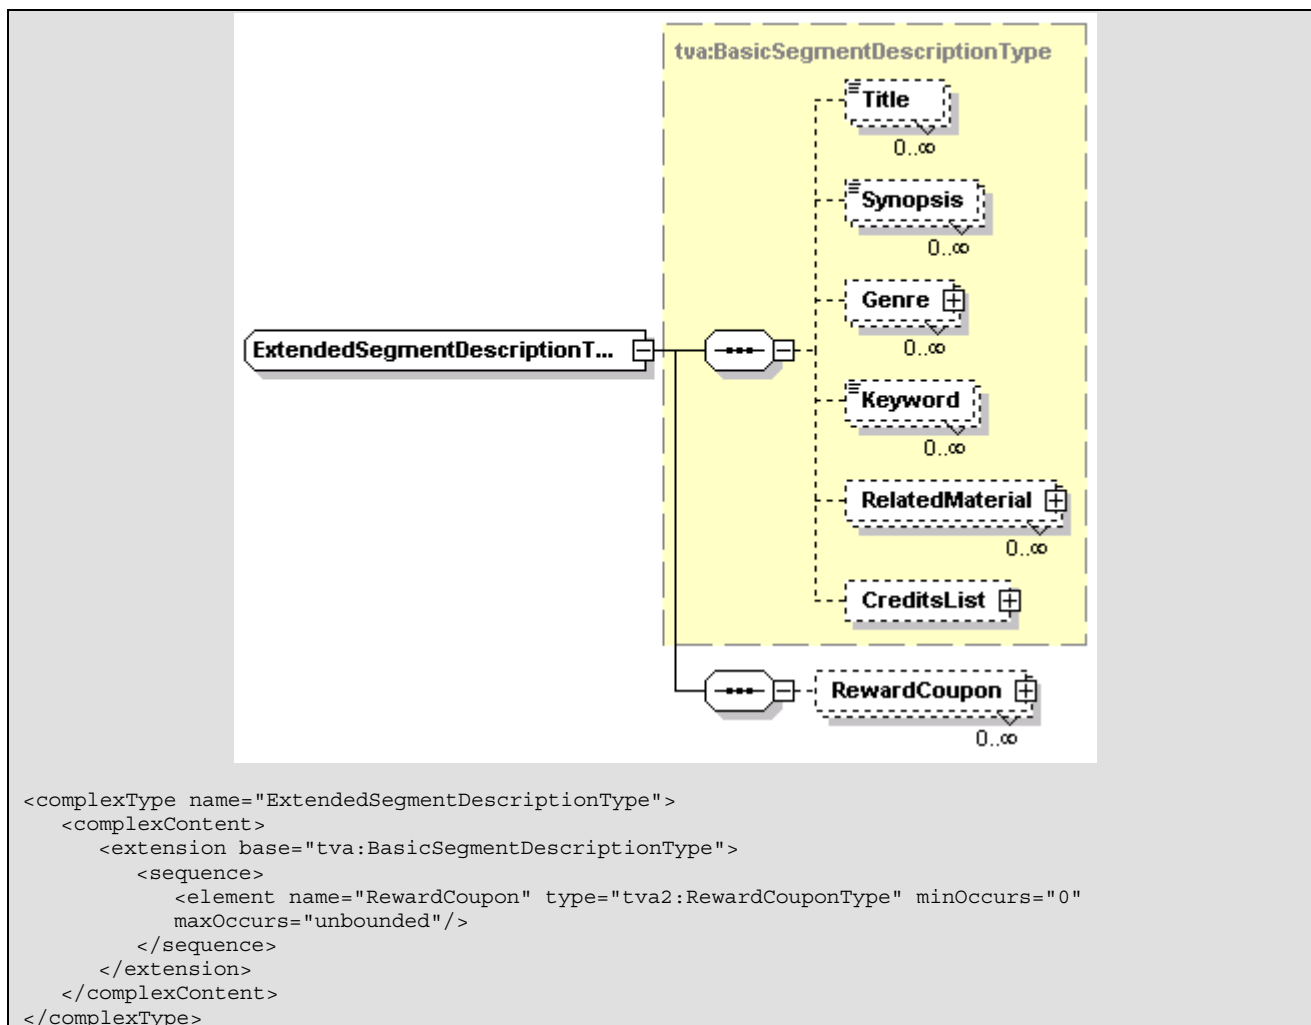 tva:BasicSegmentDescriptionType
Title
0..∞
Synopsis
0..∞
Genre
0..∞
ExtendedSegmentDescriptionT...
Keyword
0..∞
RelatedMaterial
0..∞
CreditsList
RewardCoupon
0..∞
<complexType name="ExtendedSegmentDescriptionType">
<complexContent>
<extension base="tva:BasicSegmentDescriptionType">
<sequence>
<element name="RewardCoupon" type="tva2:RewardCouponType" minOccurs="0"
maxOccurs="unbounded"/>
</sequence>
</extension>
</complexContent>
</complexType>